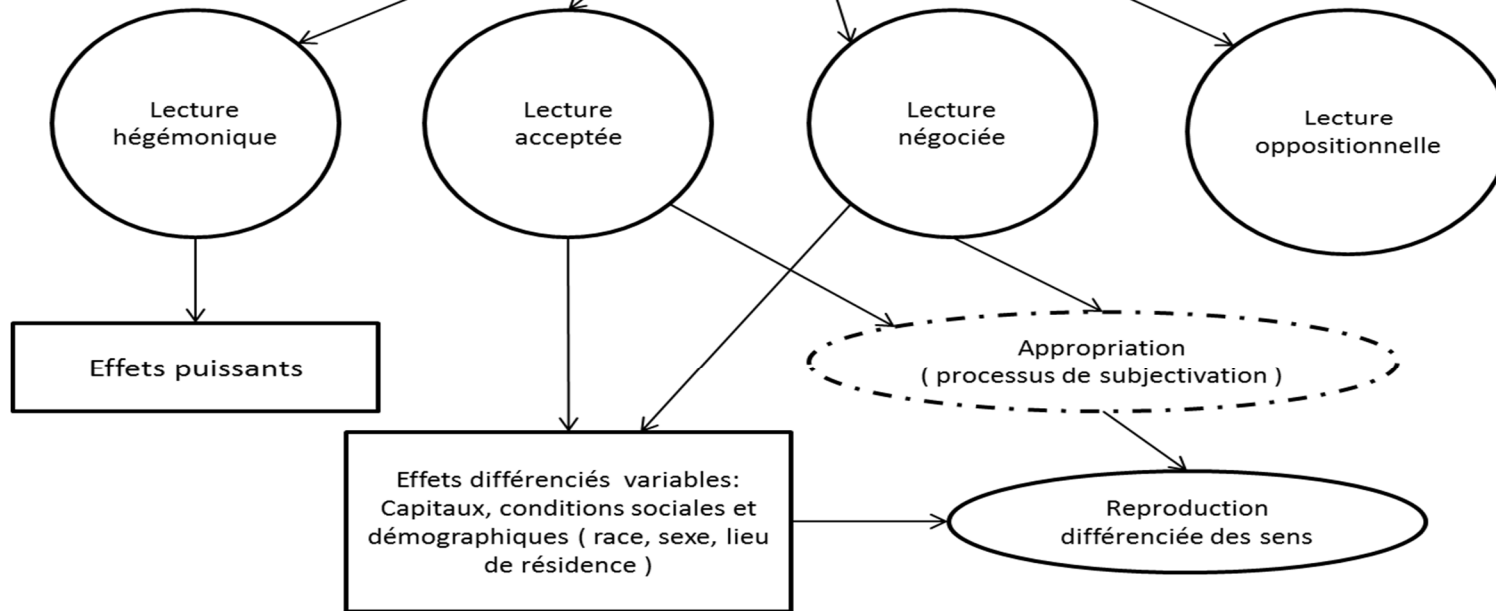 Lecture
hégémonique
Lecture
acceptée
Lecture
négociée
Lecture
oppositionnelle
Effets puissants
Appropriation
( processus de subjectivation )
Effets différenciés variables:
Capitaux, conditions sociales et
démographiques ( race, sexe, lieu
de résidence )
Reproduction
différenciée des sens